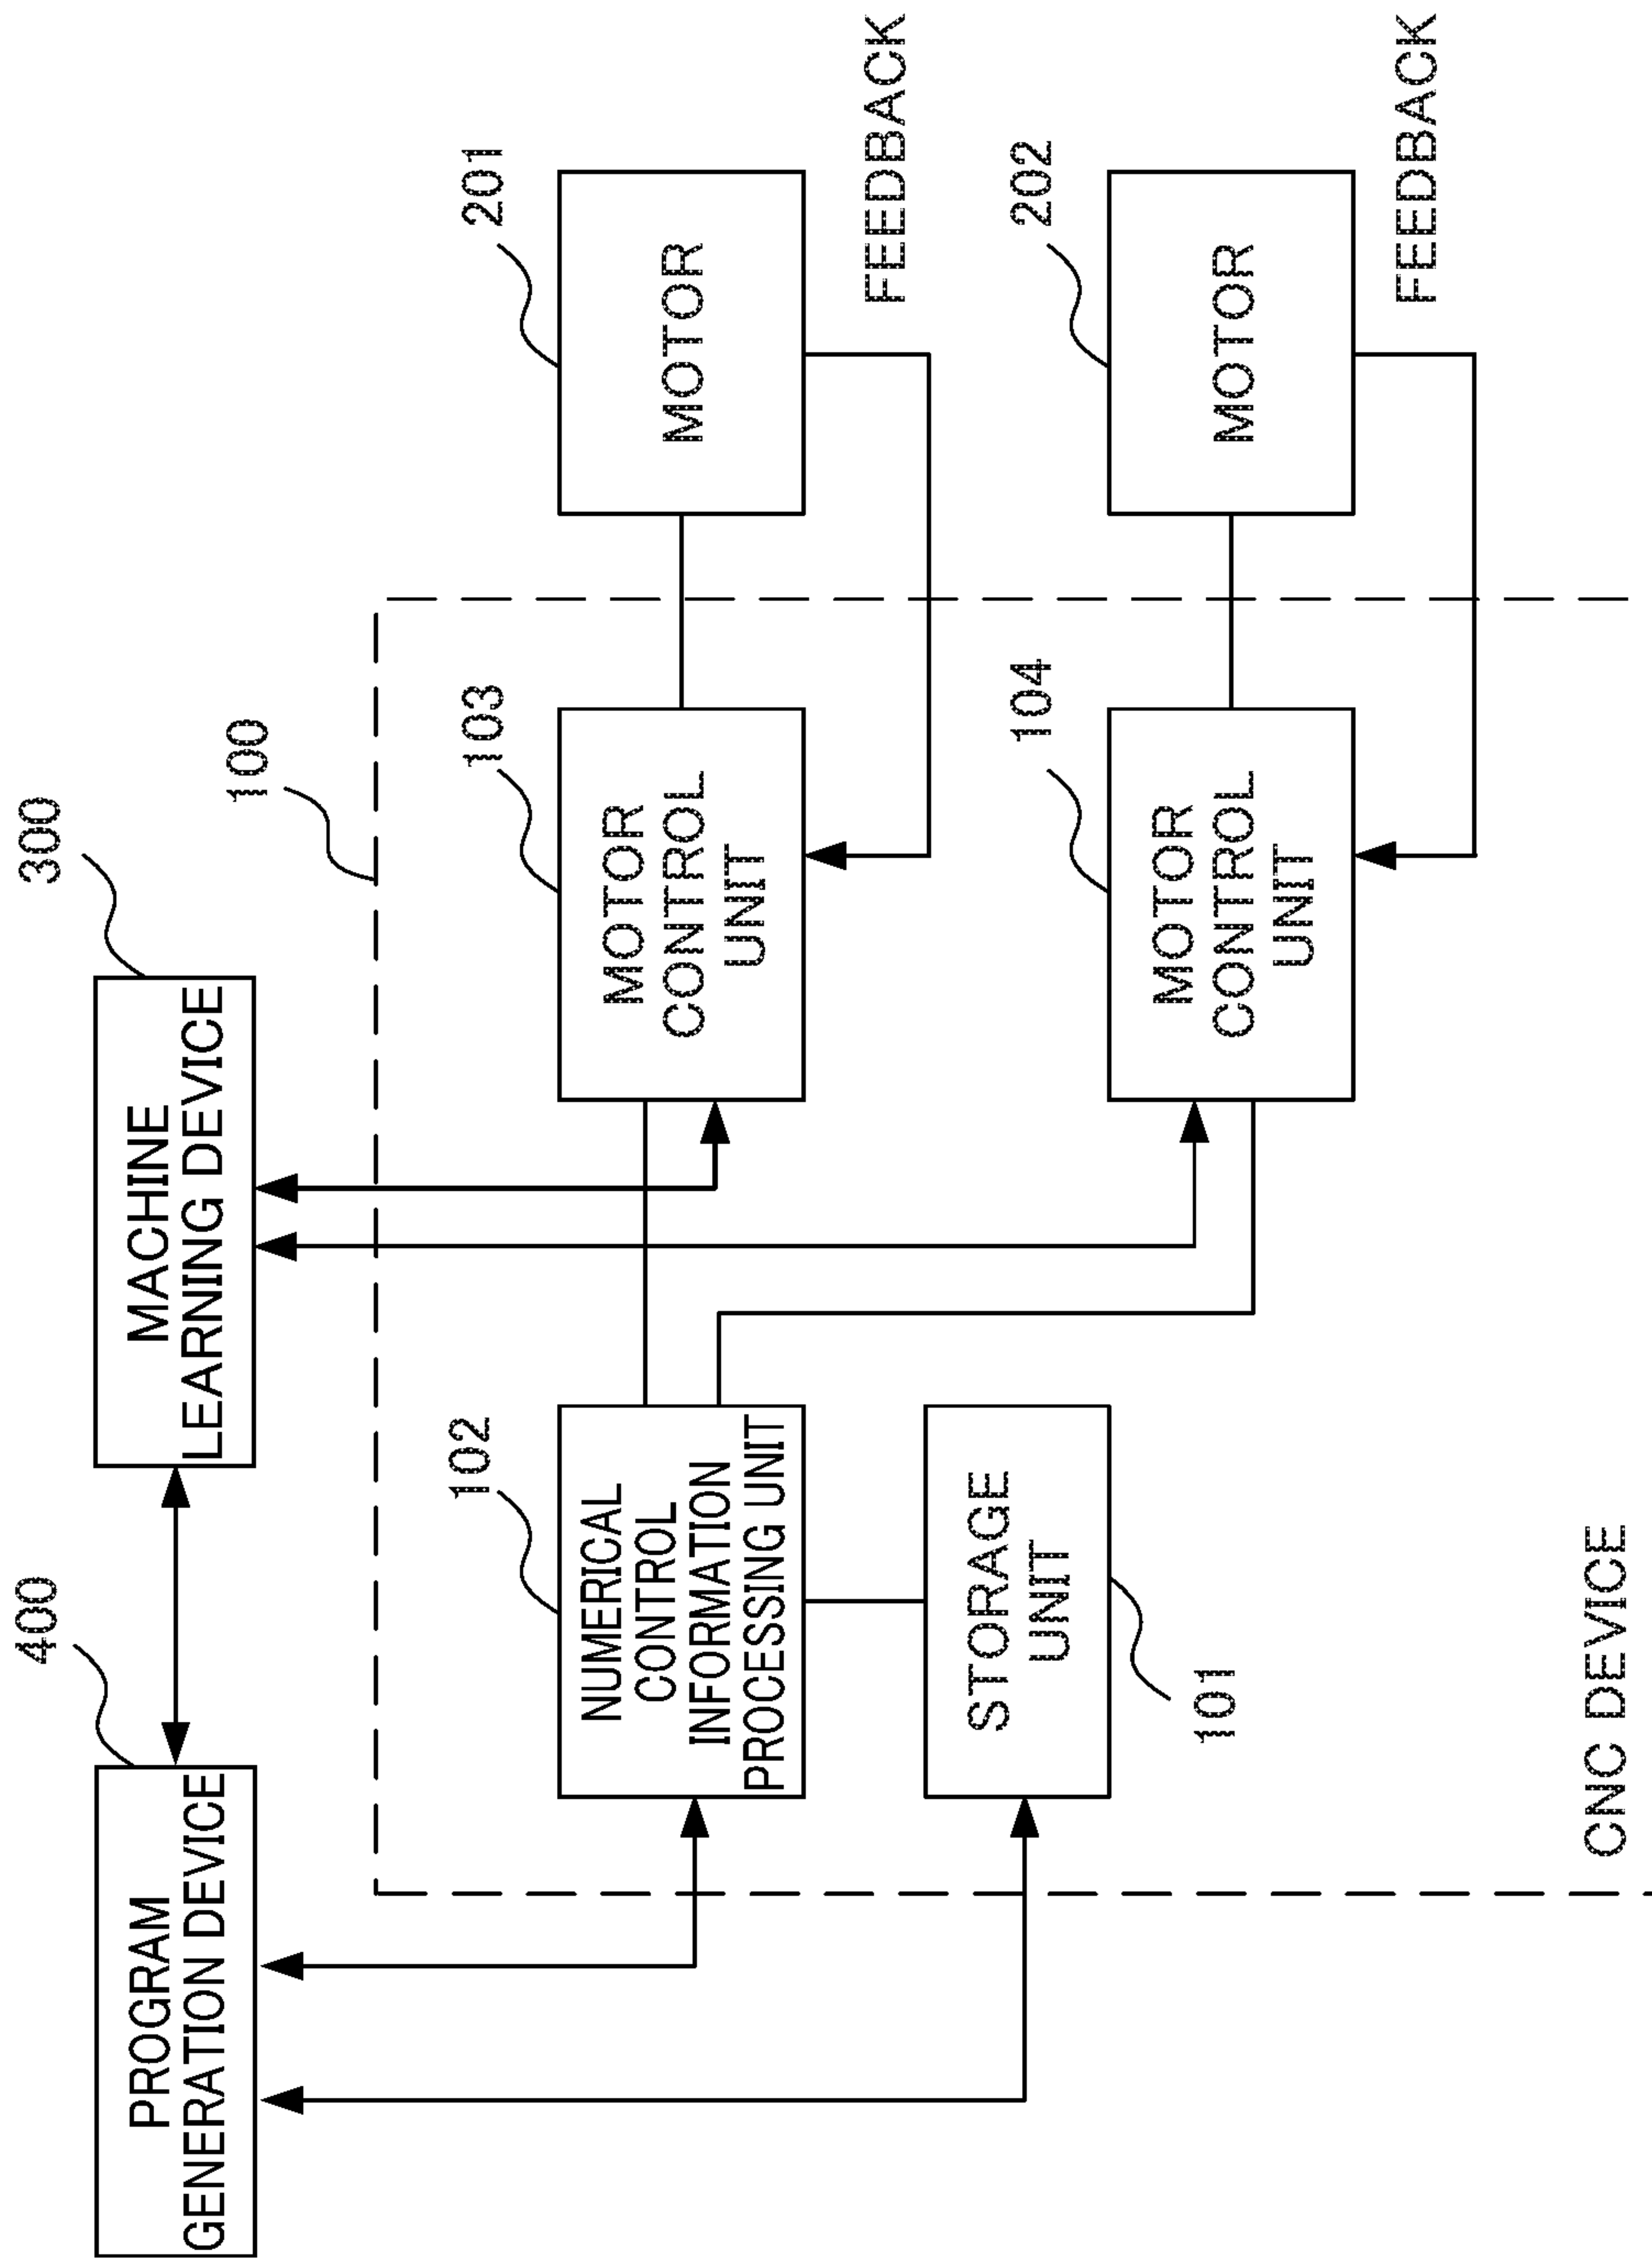 400
PROGRAM
GENERATION DEVICE
300
MACHINE
LEARNING DEVICE
100
102
NUMERICAL
CONTROL
INFORMATION
PROCESSING UNIT
103
MOTOR
CONTROL
UNIT
201
MOTOR
FEEDBACK
STORAGE
UNIT
101
104
MOTOR
CONTROL
UNIT
202
MOTOR
FEEDBACK
CNC DEVICE